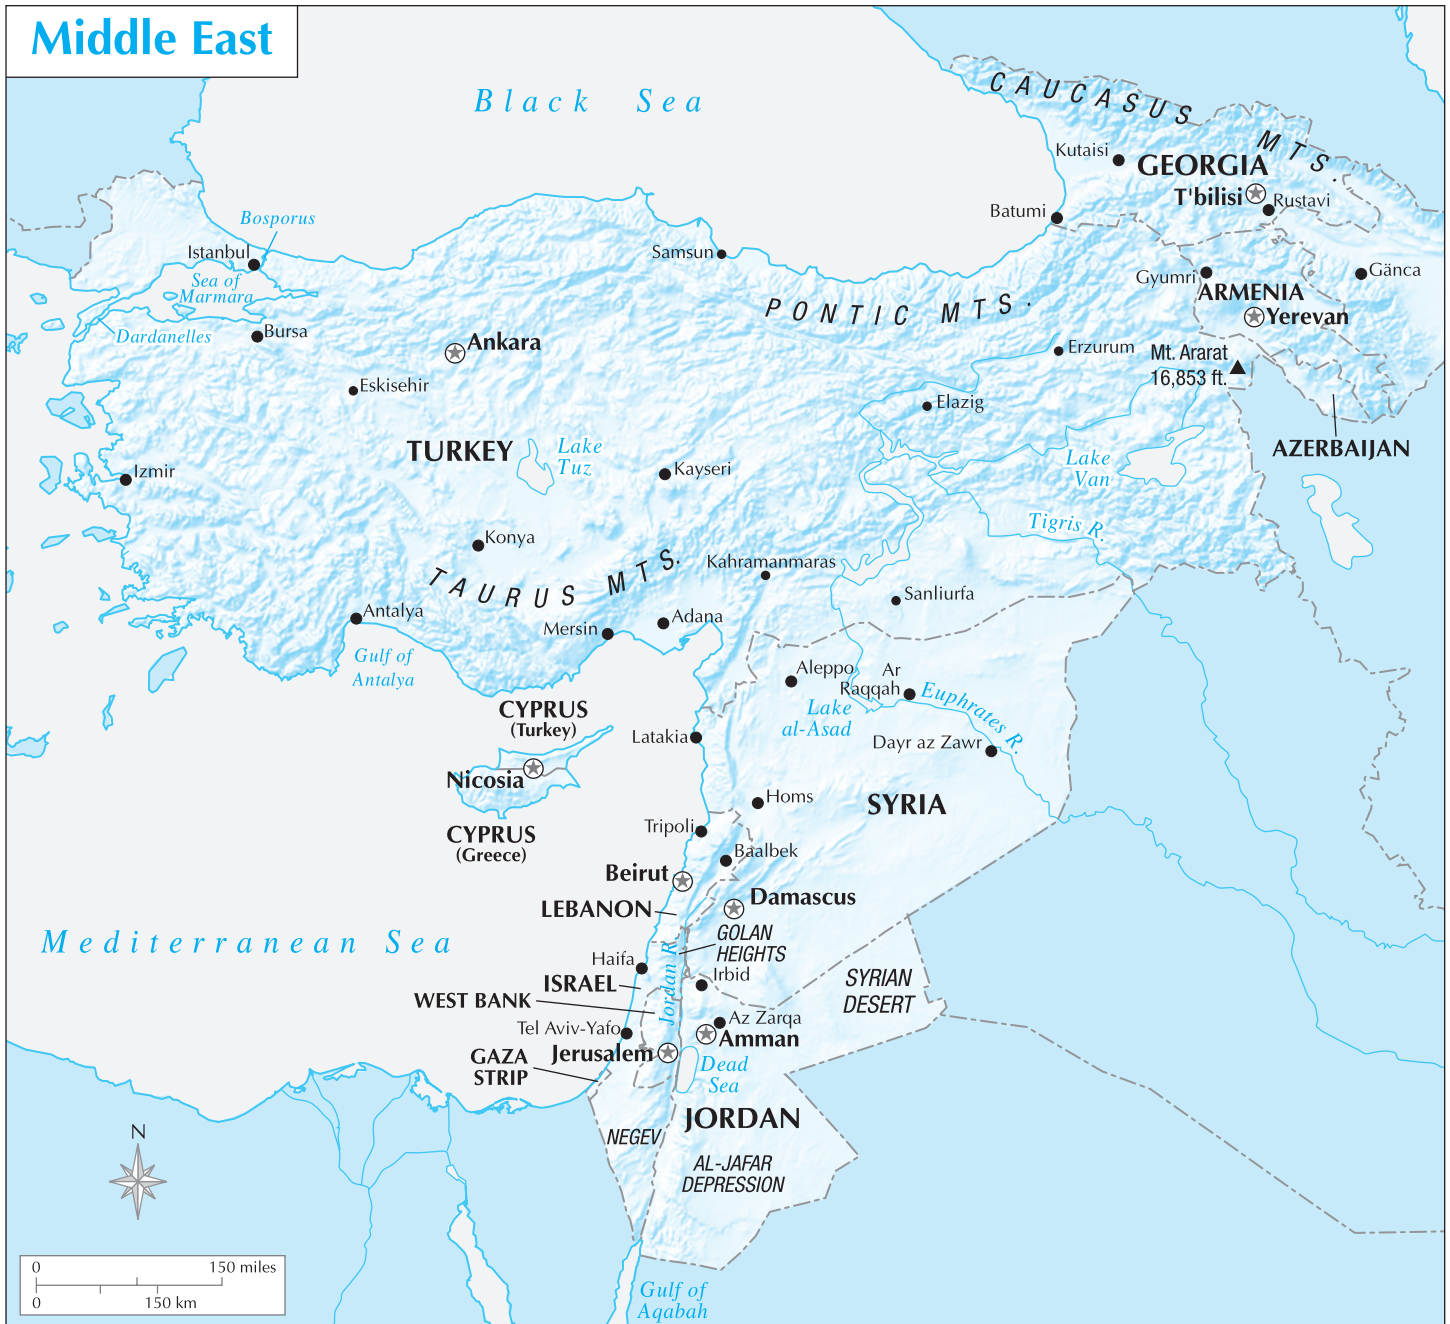 Middle East
Black Sea
CAUCASUS MTS.
Kutaisi
GEORGIA
T'bilisi
Rustavi
Batumi
Bosporus
Istanbul
Samsun
Sea of
Marmara
Gyumri
ARMENIA
Gänca
PONTIC MTS.
Yerevan
Dardanelles
Bursa
Ankara
Erzurum
Mt. Ararat
16,853 ft.
Eskisehir
Elazig
TURKEY
Lake
Tuz
AZERBAIJAN
Izmir
Kayseri
Lake
Van
Tigris R.
Konya
TAURUS MTS.
Kahramanmaras
Sanliurfa
Antalya
Mersin
Adana
Gulf of
Antalya
Aleppo
Ar
Raqqah
Euphrates R.
Lake
al-Asad
CYPRUS
(Turkey)
Latakia
Dayr az Zawr
Nicosia
Homs
SYRIA
CYPRUS
(Greece)
Tripoli
Baalbek
Beirut
Damascus
LEBANON
Mediterranean Sea
GOLAN
HEIGHTS
Haifa
Jordan R.
Irbid
ISRAEL
SYRIAN
DESERT
WEST BANK
Tel Aviv-Yafo
Az Zarqa
Amman
Jerusalem
GAZA
STRIP
Dead
Sea
JORDAN
NEGEV
AL-JAFAR
DEPRESSION
N
0 150 miles
0 150 km
Gulf of
Aqabah